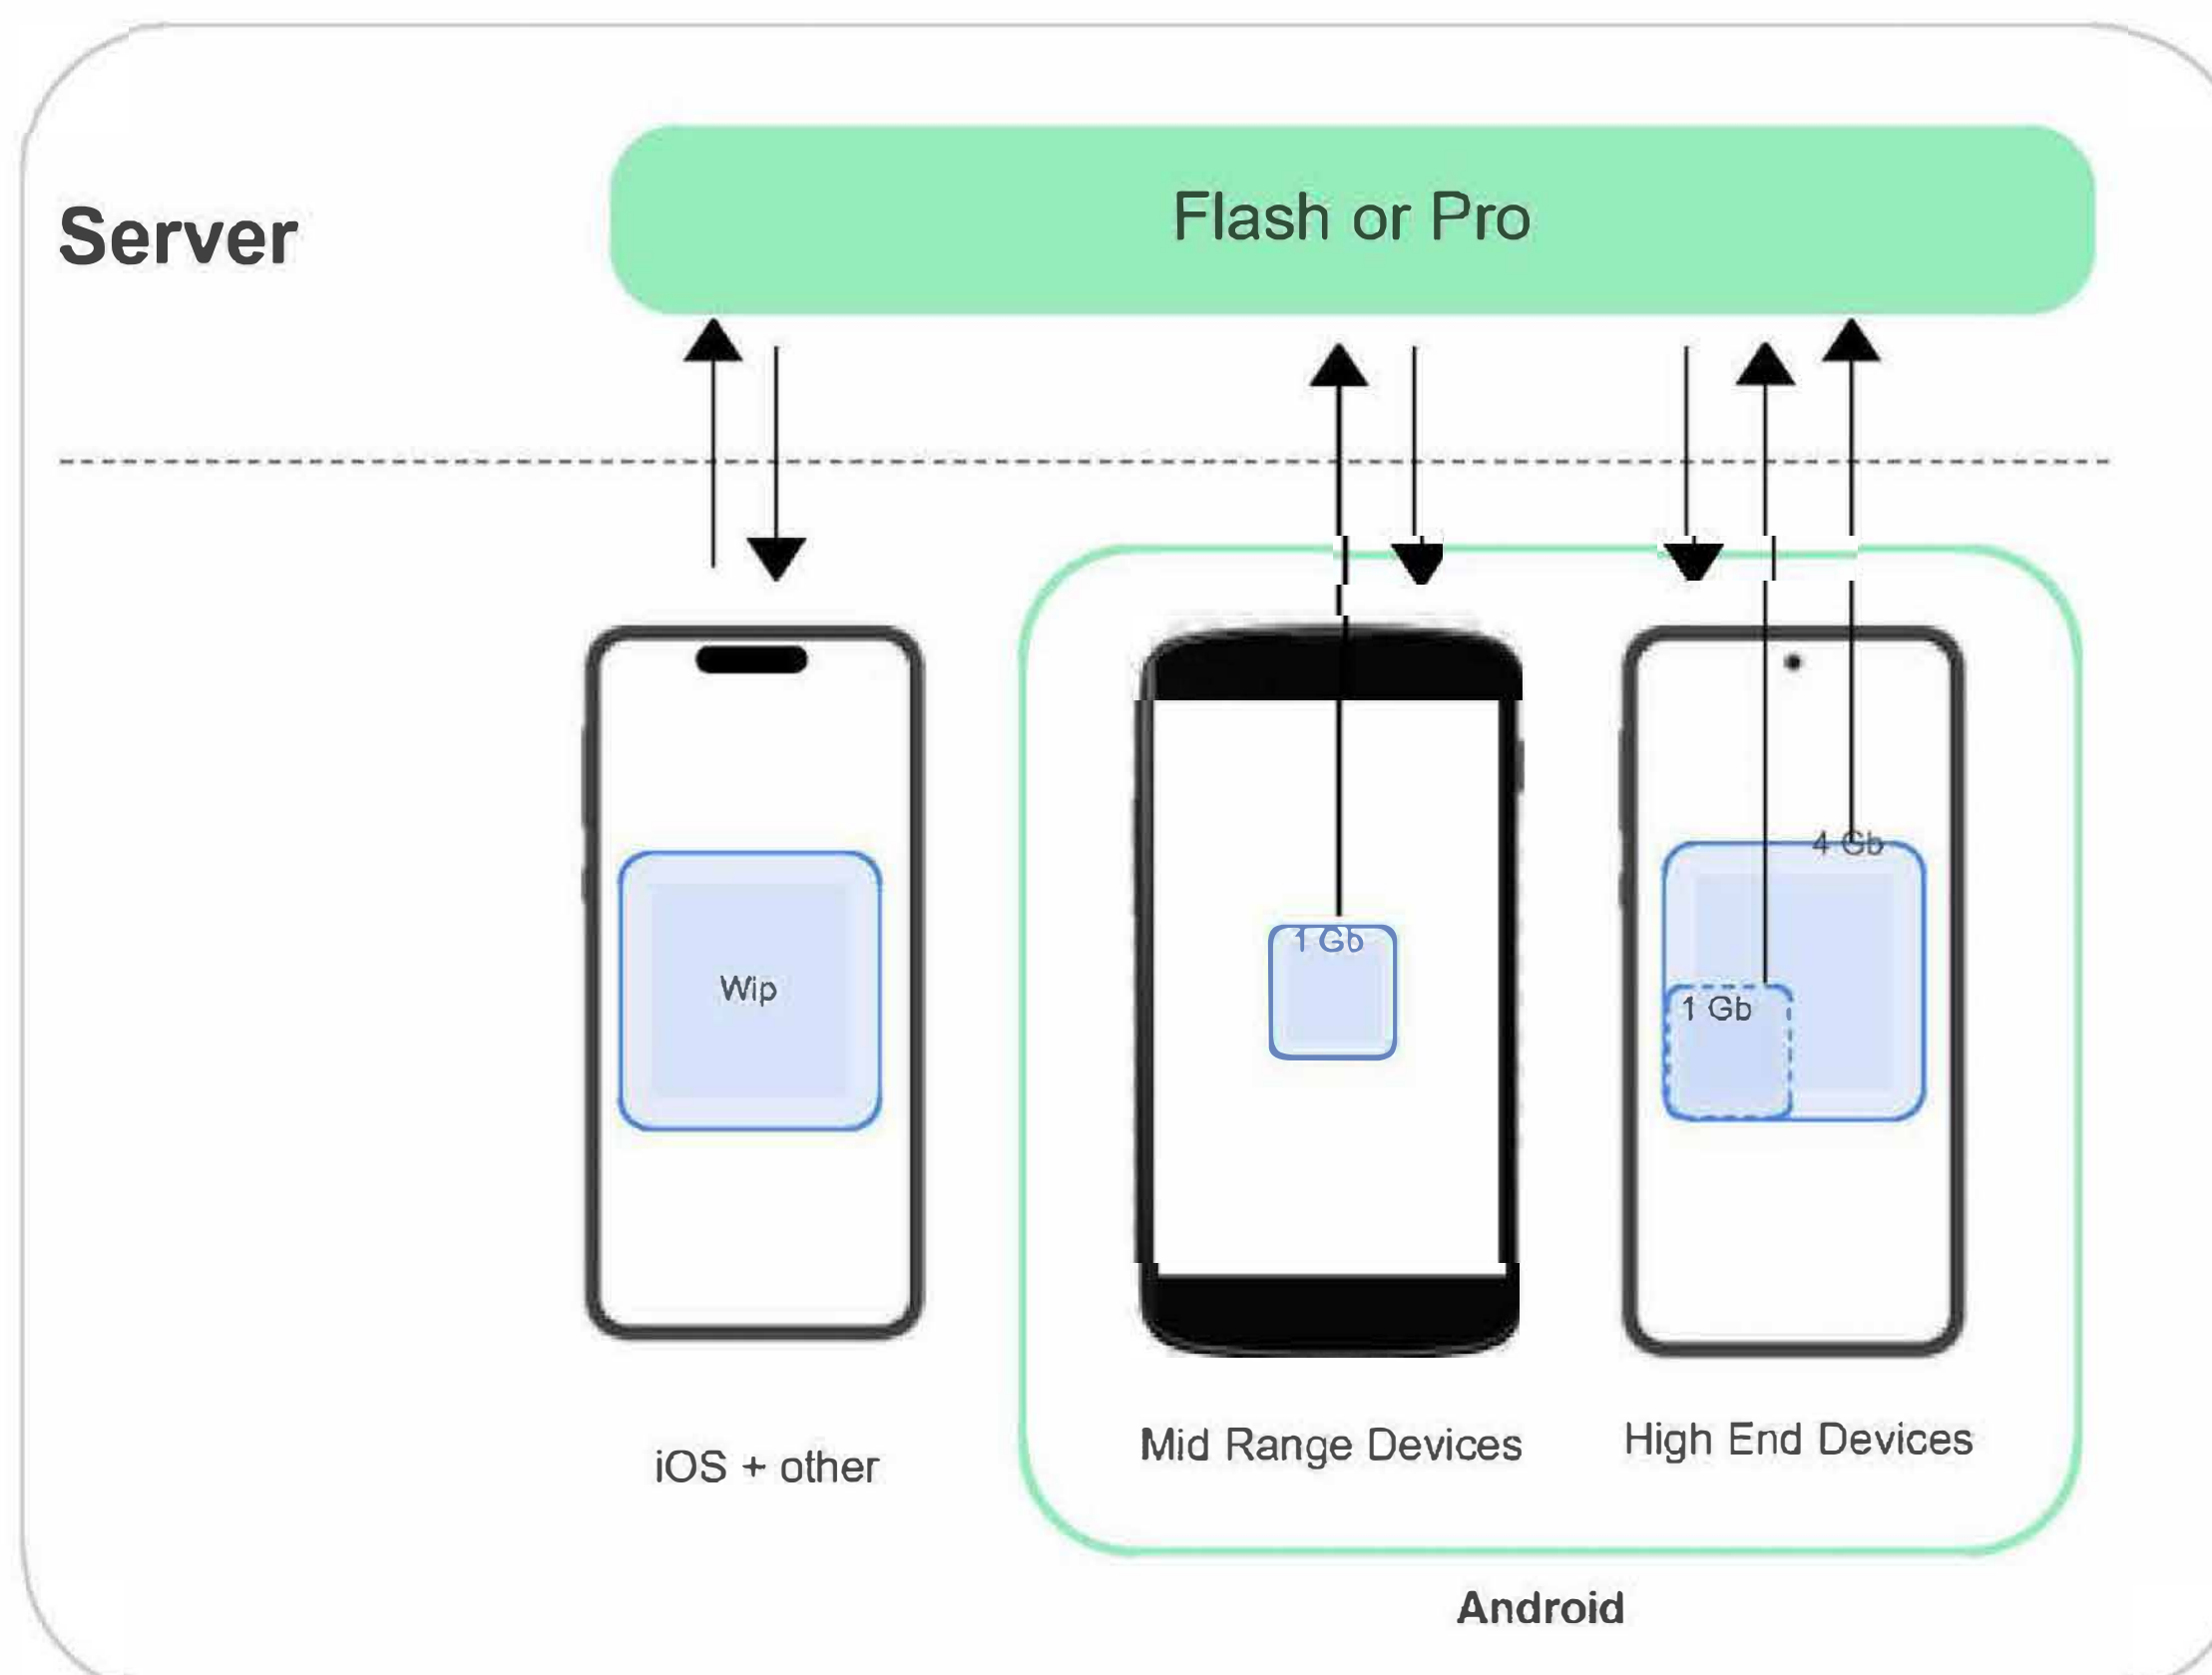 Flash or Pro
Server
4 Gb
1 Gb
Wip
1 Gb
iOS + other
Mid Range Devices
High End Devices
Android